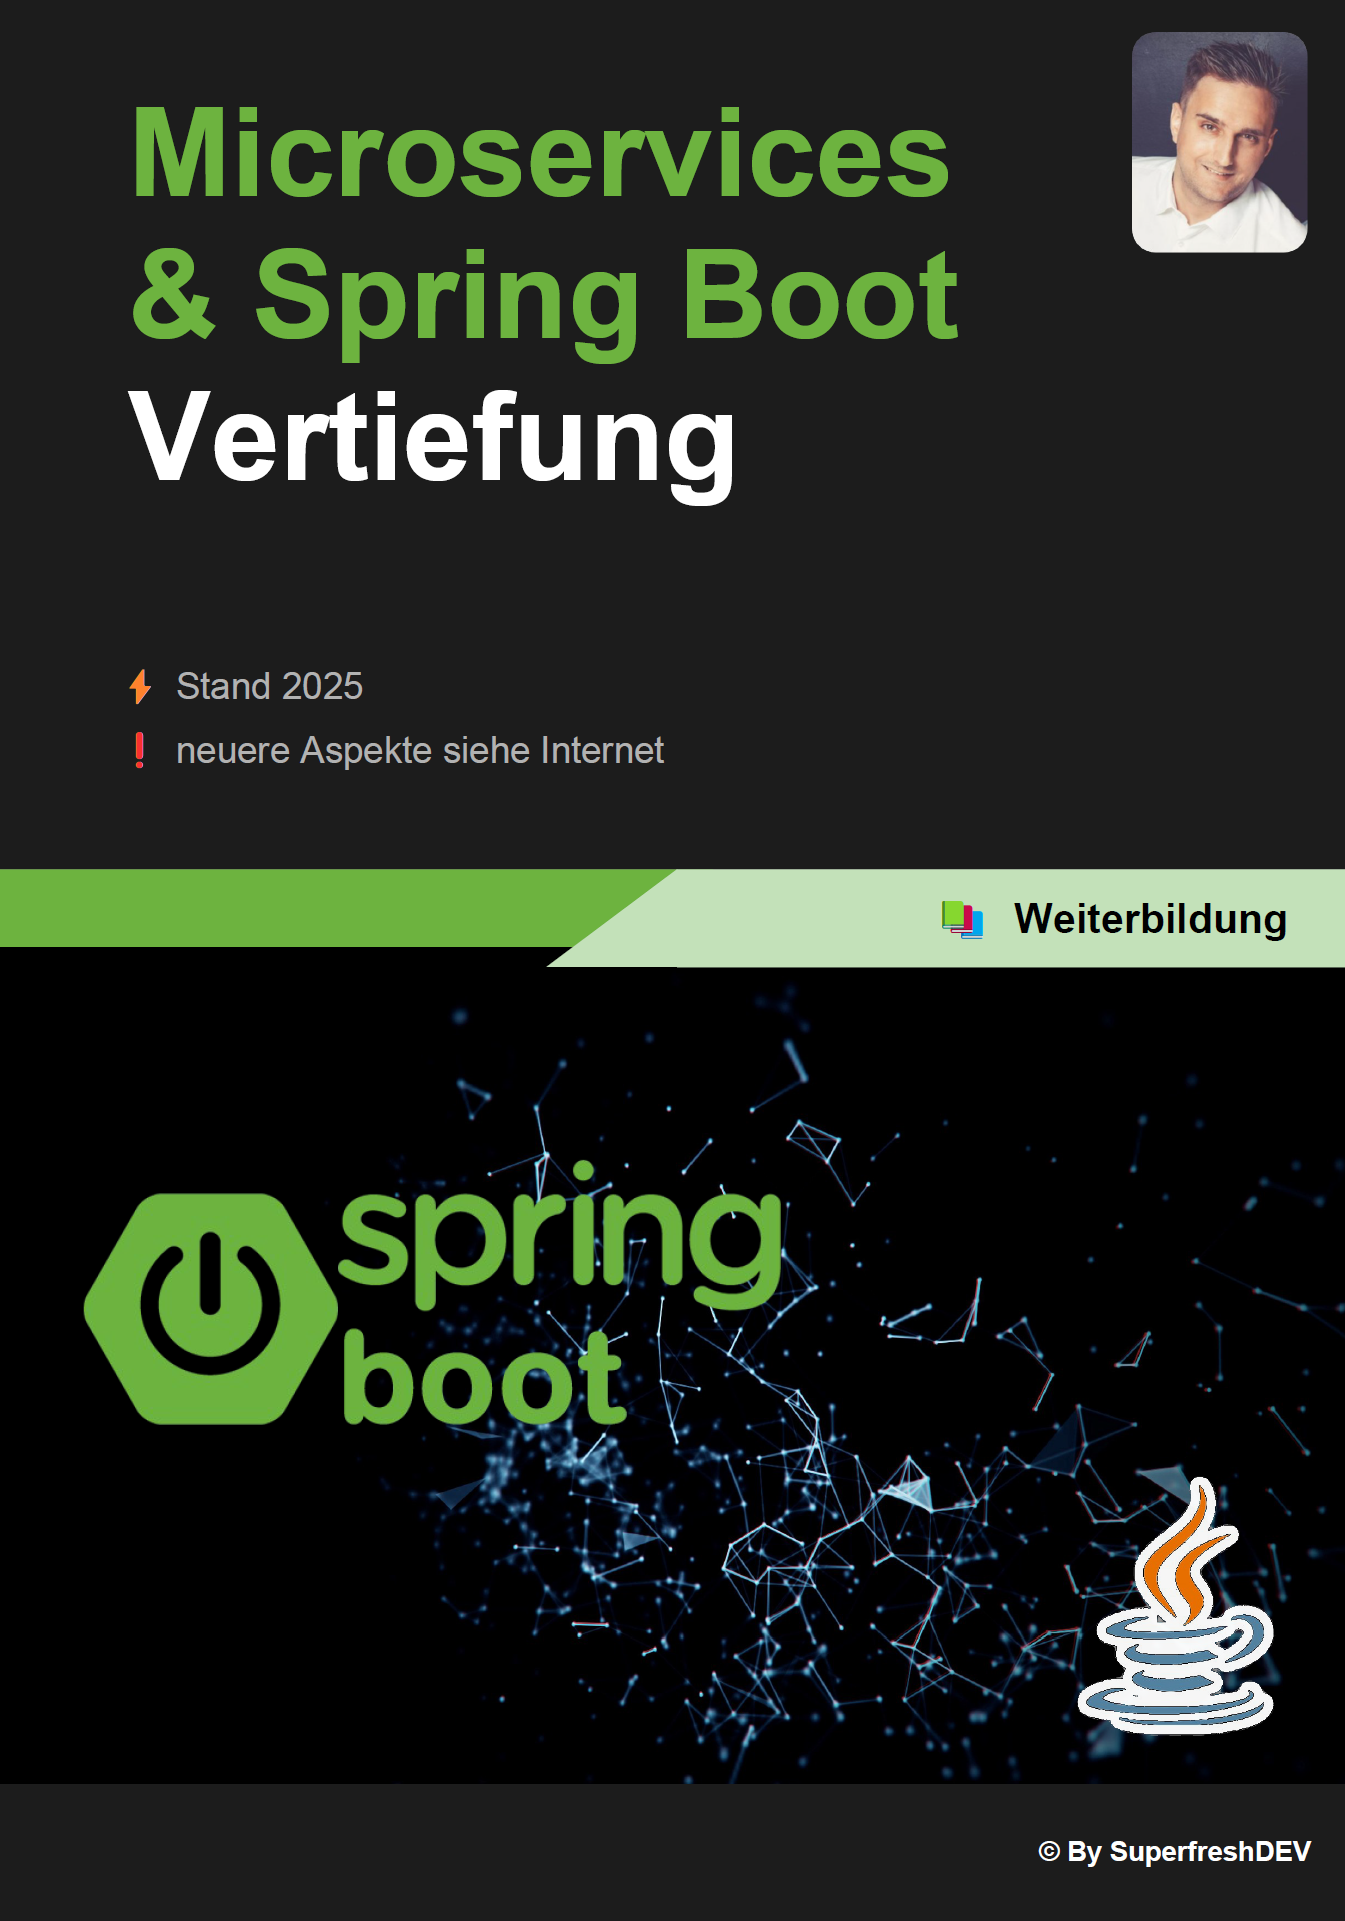 Microservices
& Spring Boot
Vertiefung
Stand 2025
neuere Aspekte siehe Internet
Weiterbildung
spring
boot
© By SuperfreshDEV